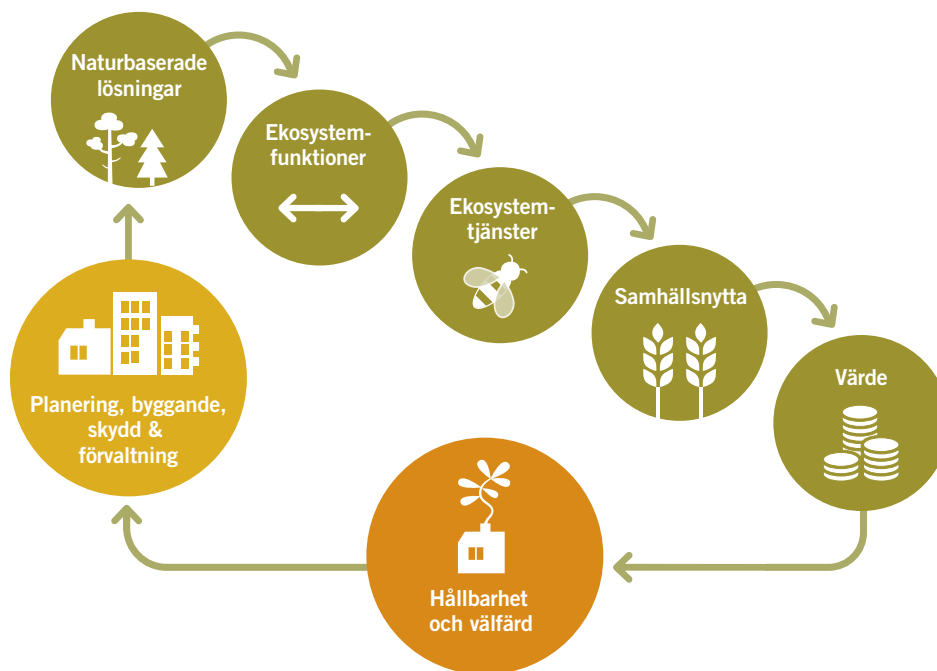 Naturbaserade
lösningar
Ekosystem-
funktioner
Ekosystem-
tjänster
Samhällsnytta
Värde
Planering, byggande,
skydd &
förvaltning
Hållbarhet
och välfärd